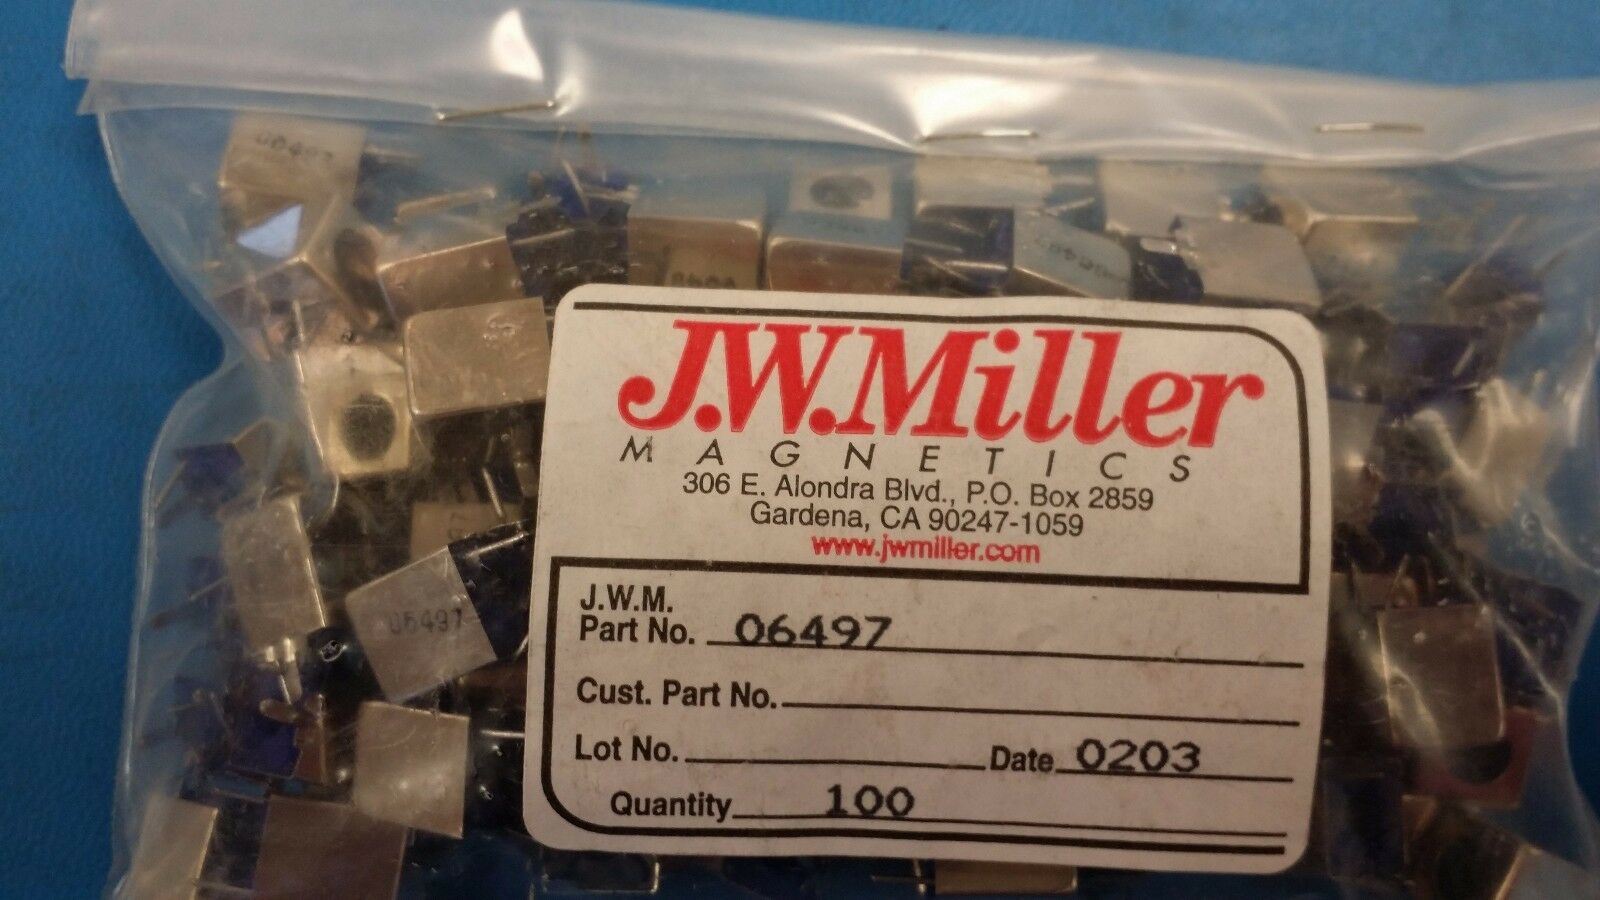 06497
J.W.Miller
MAGNETICS
306 E. Alondra Blvd., P.O. Box 2859
Gardena, CA 90247-1059
www.jwmiller.com
06497
J.W.M.
Part No. 06497
Cust. Part No.
Lot No. Date 0203
Quantity 100